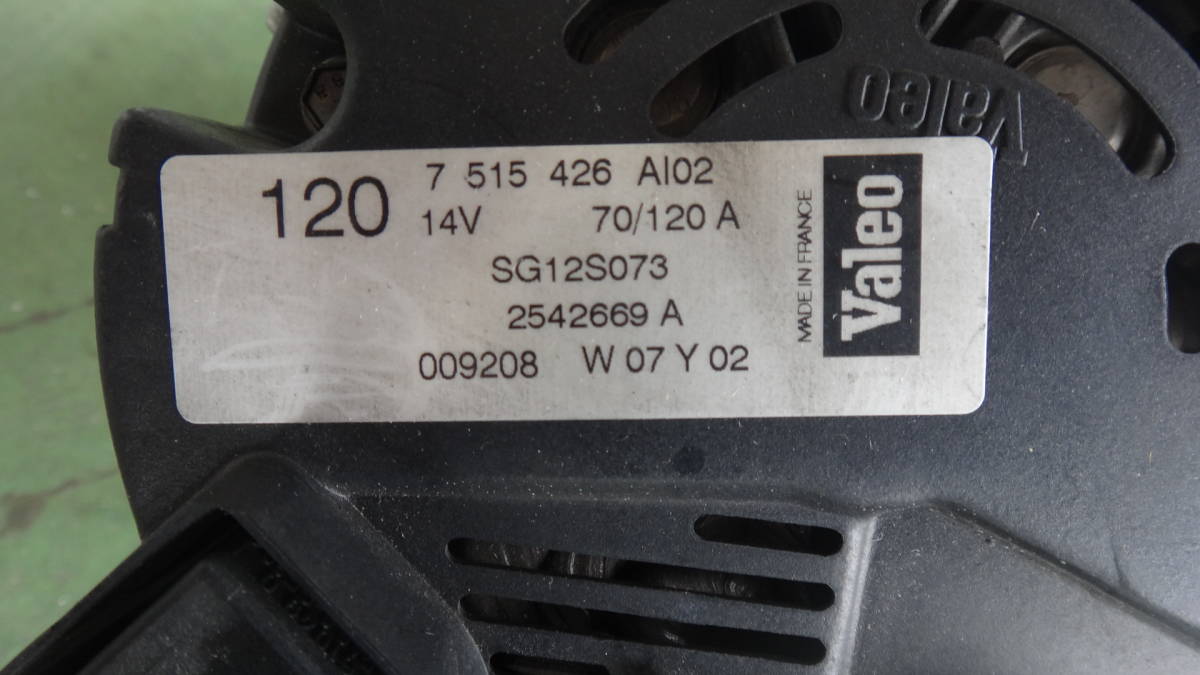 Valeo
120
7 515 426 AI02
14V 70/120 A
SG12S073
2542669 A
009208 W 07 Y 02
MADE IN FRANCE
Valeo